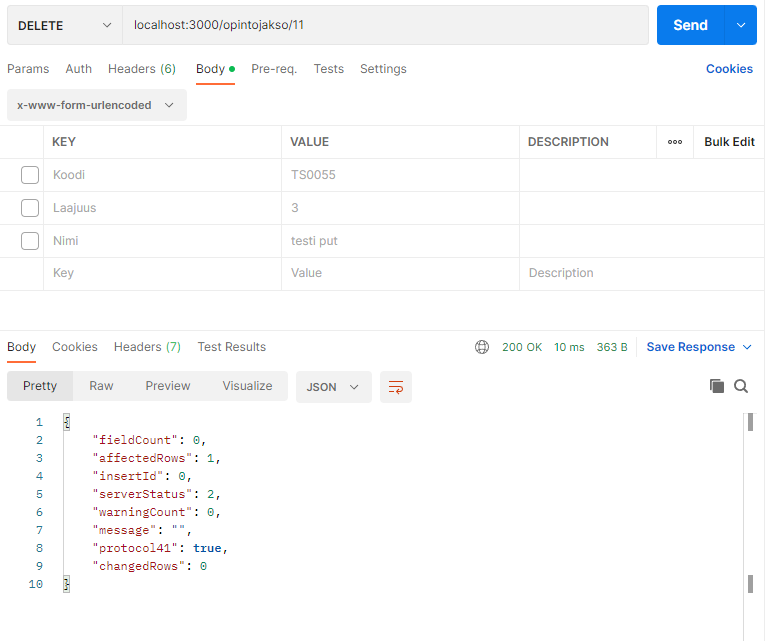 DELETE localhost:3000/opintojakso/11 Send
Params Auth Headers (6) Body Pre-req. Tests Settings Cookies
x-www-form-urlencoded
KEY VALUE DESCRIPTION ooo Bulk Edit
Koodi TS0055
Laajuus 3
Nimi testi put
Key Value Description
Body Cookies Headers (7) Test Results 200 OK 10 ms 363 B Save Response
Pretty Raw Preview Visualize JSON
1 {
2 "fieldCount": 0,
3 "affectedRows": 1,
4 "insertId": 0,
5 "serverStatus": 2,
6 "warningCount": 0,
7 "message": "",
8 "protocol41": true,
9 "changedRows": 0
10 }